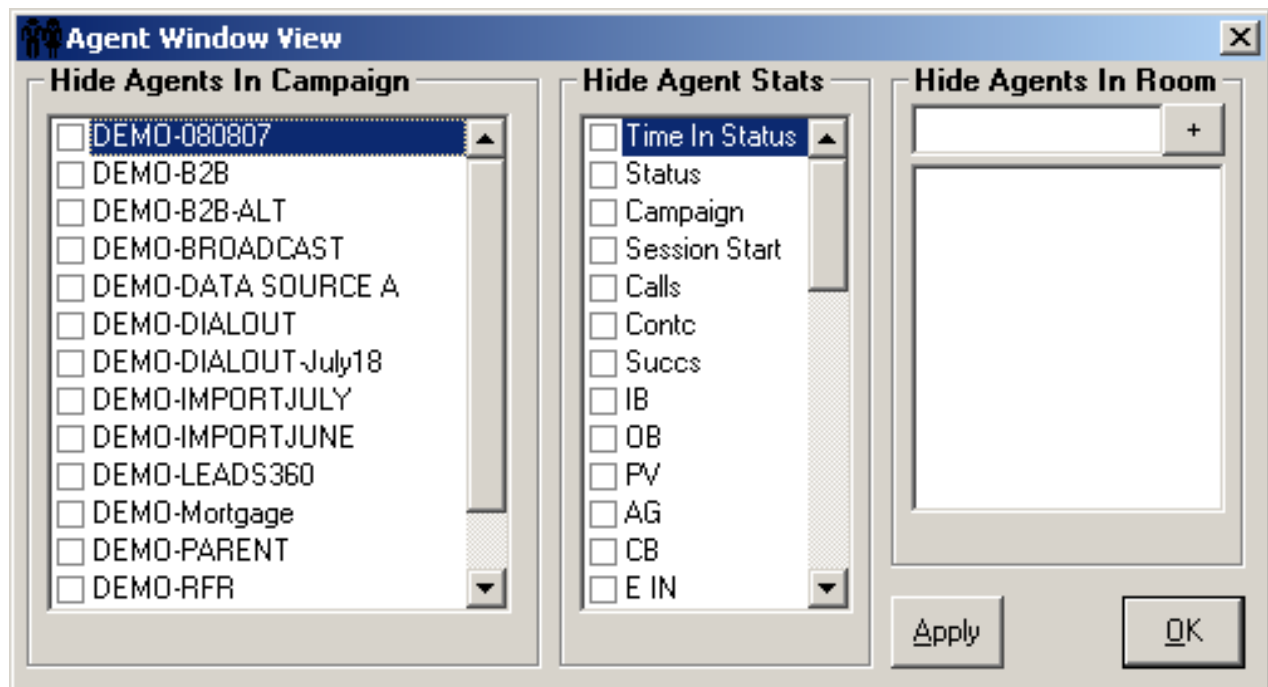 Agent Window View
Hide Agents In Campaign
DEMO-080807
DEMO-B2B
DEMO-B2B-ALT
DEMO-BROADCAST
DEMO-DATA SOURCE A
DEMO-DIALOUT
DEMO-DIALOUT-July18
DEMO-IMPORTJULY
DEMO-IMPORTJUNE
DEMO-LEADS360
DEMO-Mortgage
DEMO-PARENT
DEMO-RFR
Hide Agent Stats
Time In Status
Status
Campaign
Session Start
Calls
Contc
Succs
IB
OB
PV
AG
CB
E IN
Hide Agents In Room
+
Apply
OK